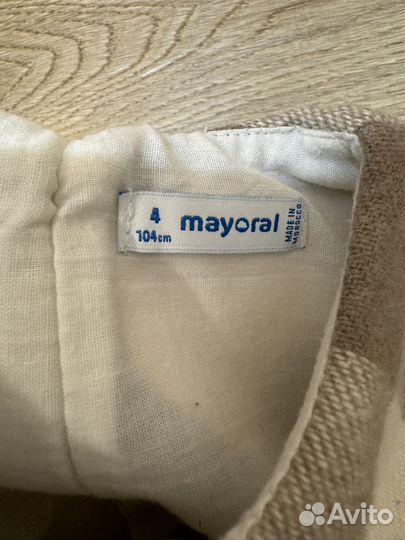 4
104cm
mayoral
MADE IN
MOROCCO
Avito